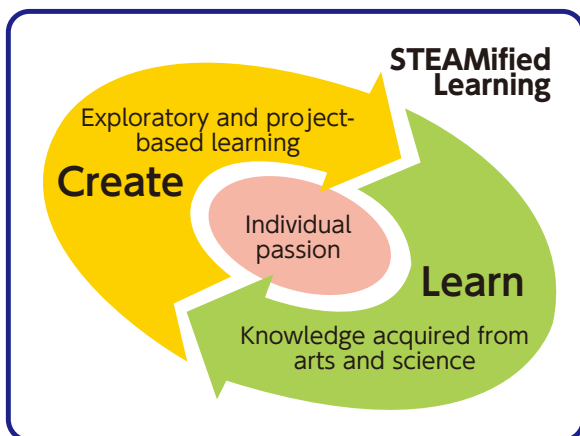 STEAMified
Learning
Exploratory and project-
based learning
Create
Individual
passion
Learn
Knowledge acquired from
arts and science